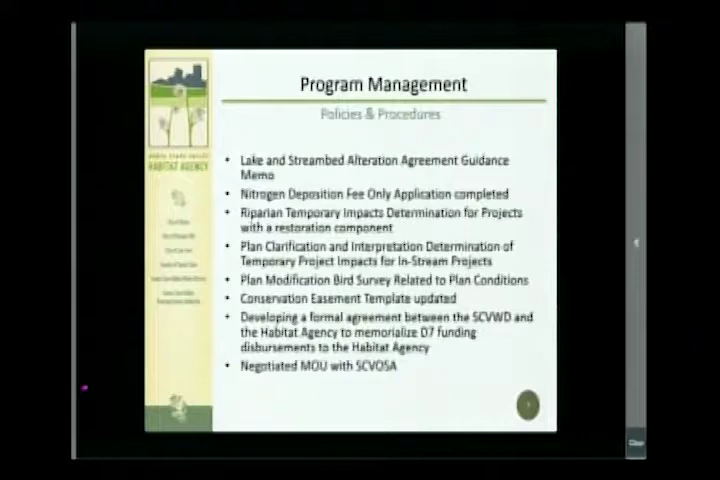 Program Management
Policies & Procedures
HABITAT AGENCY
• Lake and Streambed Alteration Agreement Guidance
Memo
• Nitrogen Deposition Fee Only Application completed
• Riparian Temporary Impacts Determination for Projects
with a restoration component
• Plan Clarification and Interpretation Determination of
Temporary Project Impacts for In-Stream Projects
• Plan Modification Bird Survey Related to Plan Conditions
• Conservation Easement Template updated
• Developing a formal agreement between the SCVWD and
the Habitat Agency to memorialize D7 funding
disbursements to the Habitat Agency
• Negotiated MOU with SCVOSA